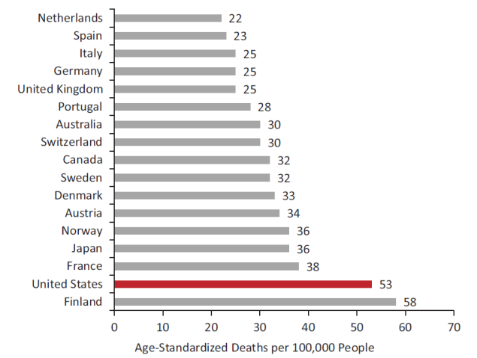 Netherlands 22
Spain 23
Italy 25
Germany 25
United Kingdom 25
Portugal 28
Australia 30
Switzerland 30
Canada 32
Sweden 32
Denmark 33
Austria 34
Norway 36
Japan 36
France 38
United States 53
Finland 58
0 10 20 30 40 50 60 70
Age-Standardized Deaths per 100,000 People